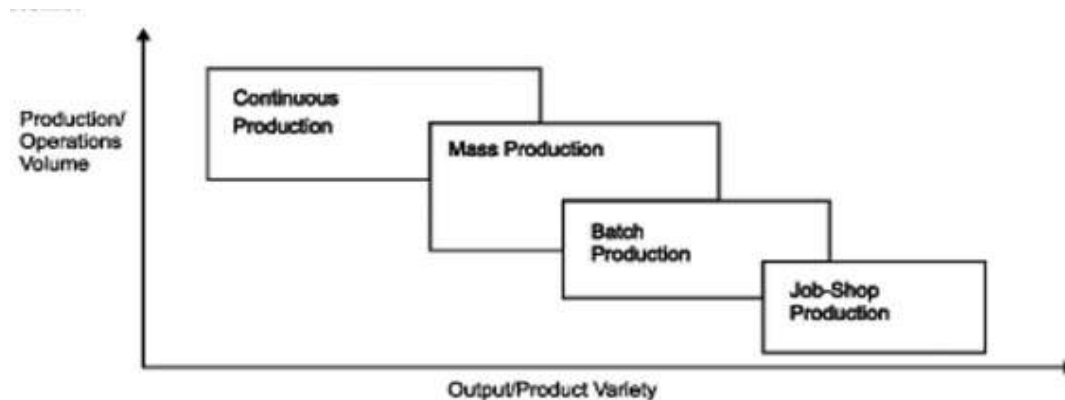 Continuous
Production
Production/
Operations
Volume
Mass Production
Batch
Production
Job-Shop
Production
Output/Product Variety